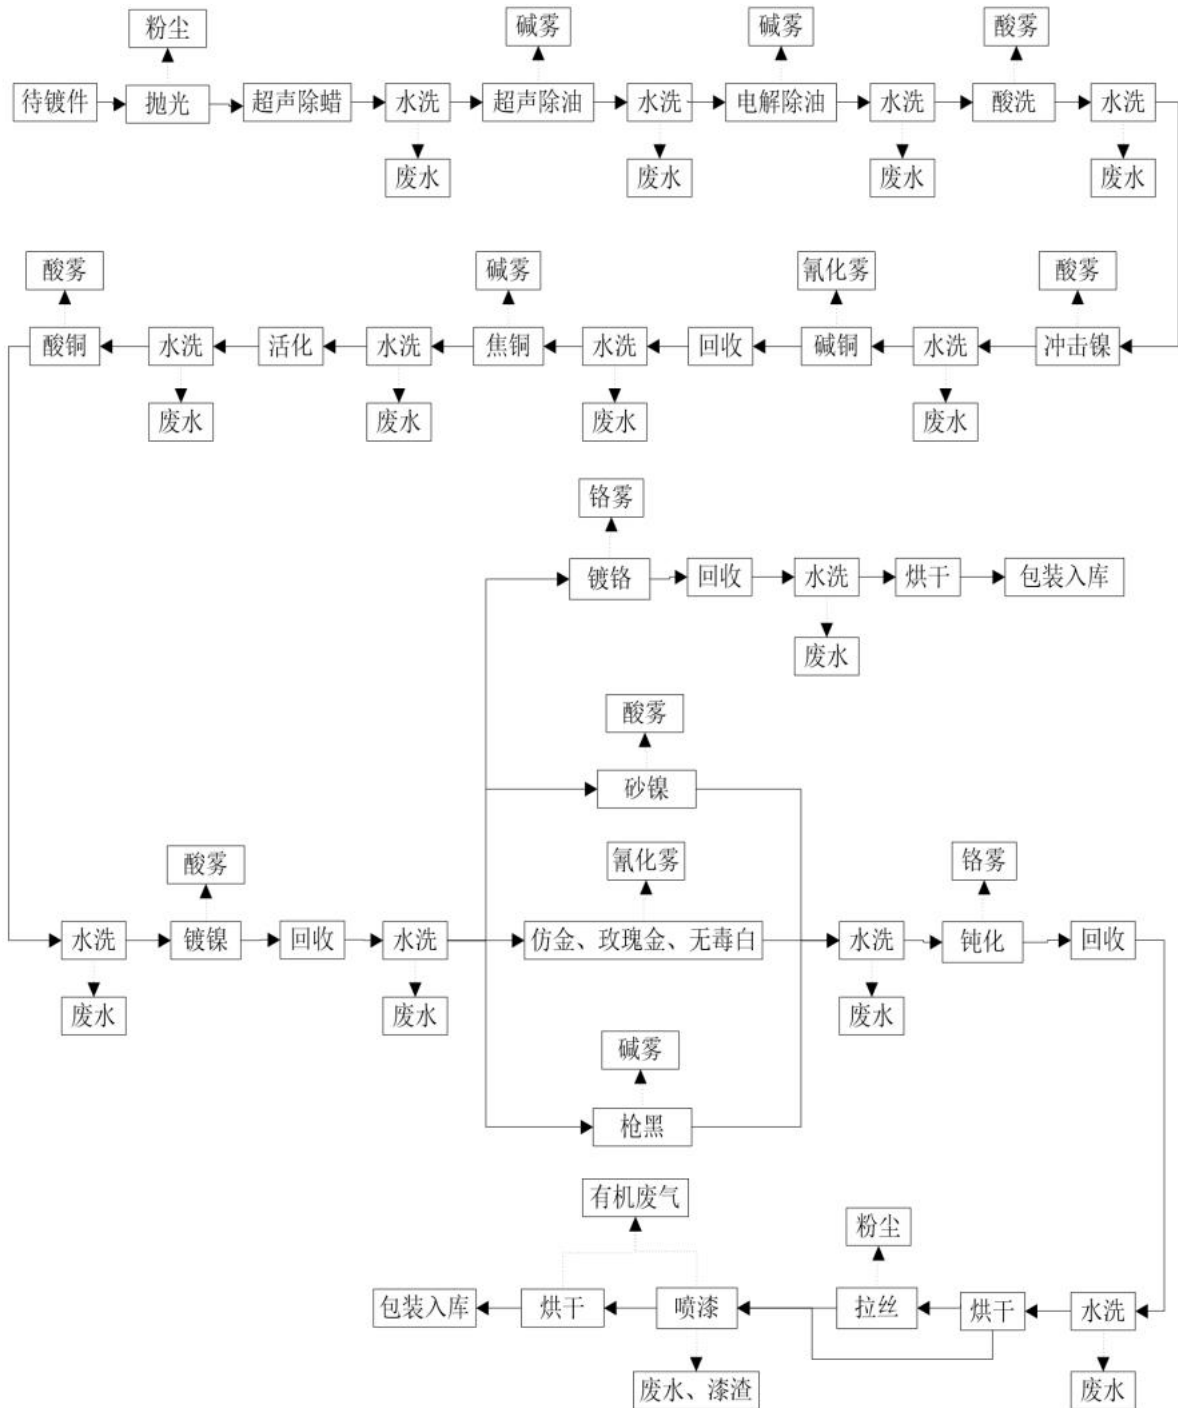 粉尘
碱雾
碱雾
酸雾
待镀件
抛光
超声除蜡
水洗
超声除油
水洗
电解除油
水洗
酸洗
水洗
废水
废水
废水
废水
酸雾
碱雾
氰化雾
酸雾
酸铜
水洗
活化
水洗
焦铜
水洗
回收
碱铜
水洗
冲击镍
废水
废水
废水
废水
铬雾
镀铬
回收
水洗
烘干
包装入库
废水
酸雾
砂镍
酸雾
氰化雾
铬雾
水洗
镀镍
回收
水洗
仿金、玫瑰金、无毒白
水洗
钝化
回收
废水
废水
废水
碱雾
枪黑
有机废气
粉尘
包装入库
烘干
喷漆
拉丝
烘干
水洗
废水、漆渣
废水